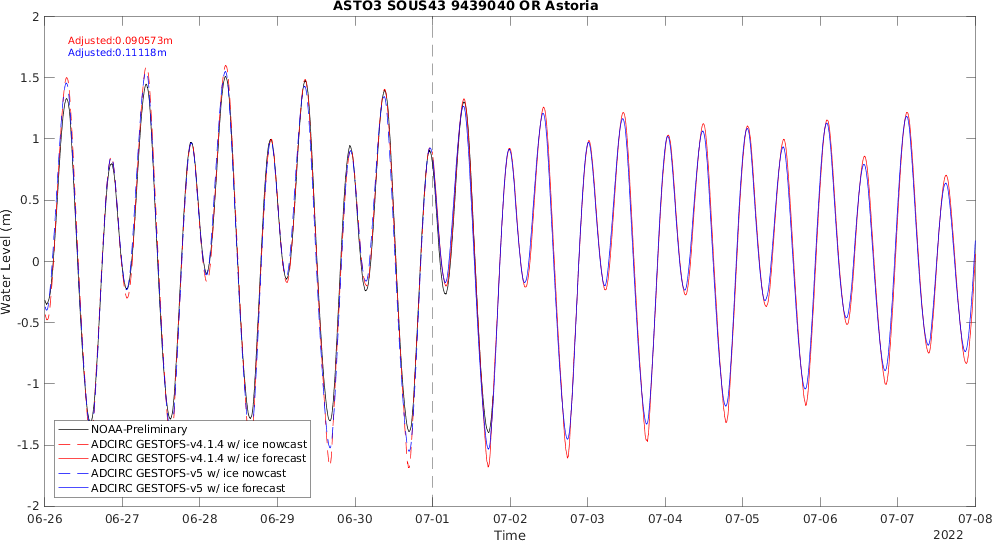 ASTO3 SOUS43 9439040 OR Astoria
2
1.5
1
0.5
0
-0.5
-1
-1.5
-2
Water Level (m)
Adjusted:0.090573m
Adjusted:0.11118m
NOAA-Preliminary
ADCIRC GESTOFS-v4.1.4 w/ ice nowcast
ADCIRC GESTOFS-v4.1.4 w/ ice forecast
ADCIRC GESTOFS-v5 w/ ice nowcast
ADCIRC GESTOFS-v5 w/ ice forecast
06-26 06-27 06-28 06-29 06-30 07-01 07-02 07-03 07-04 07-05 07-06 07-07 07-08
Time
2022